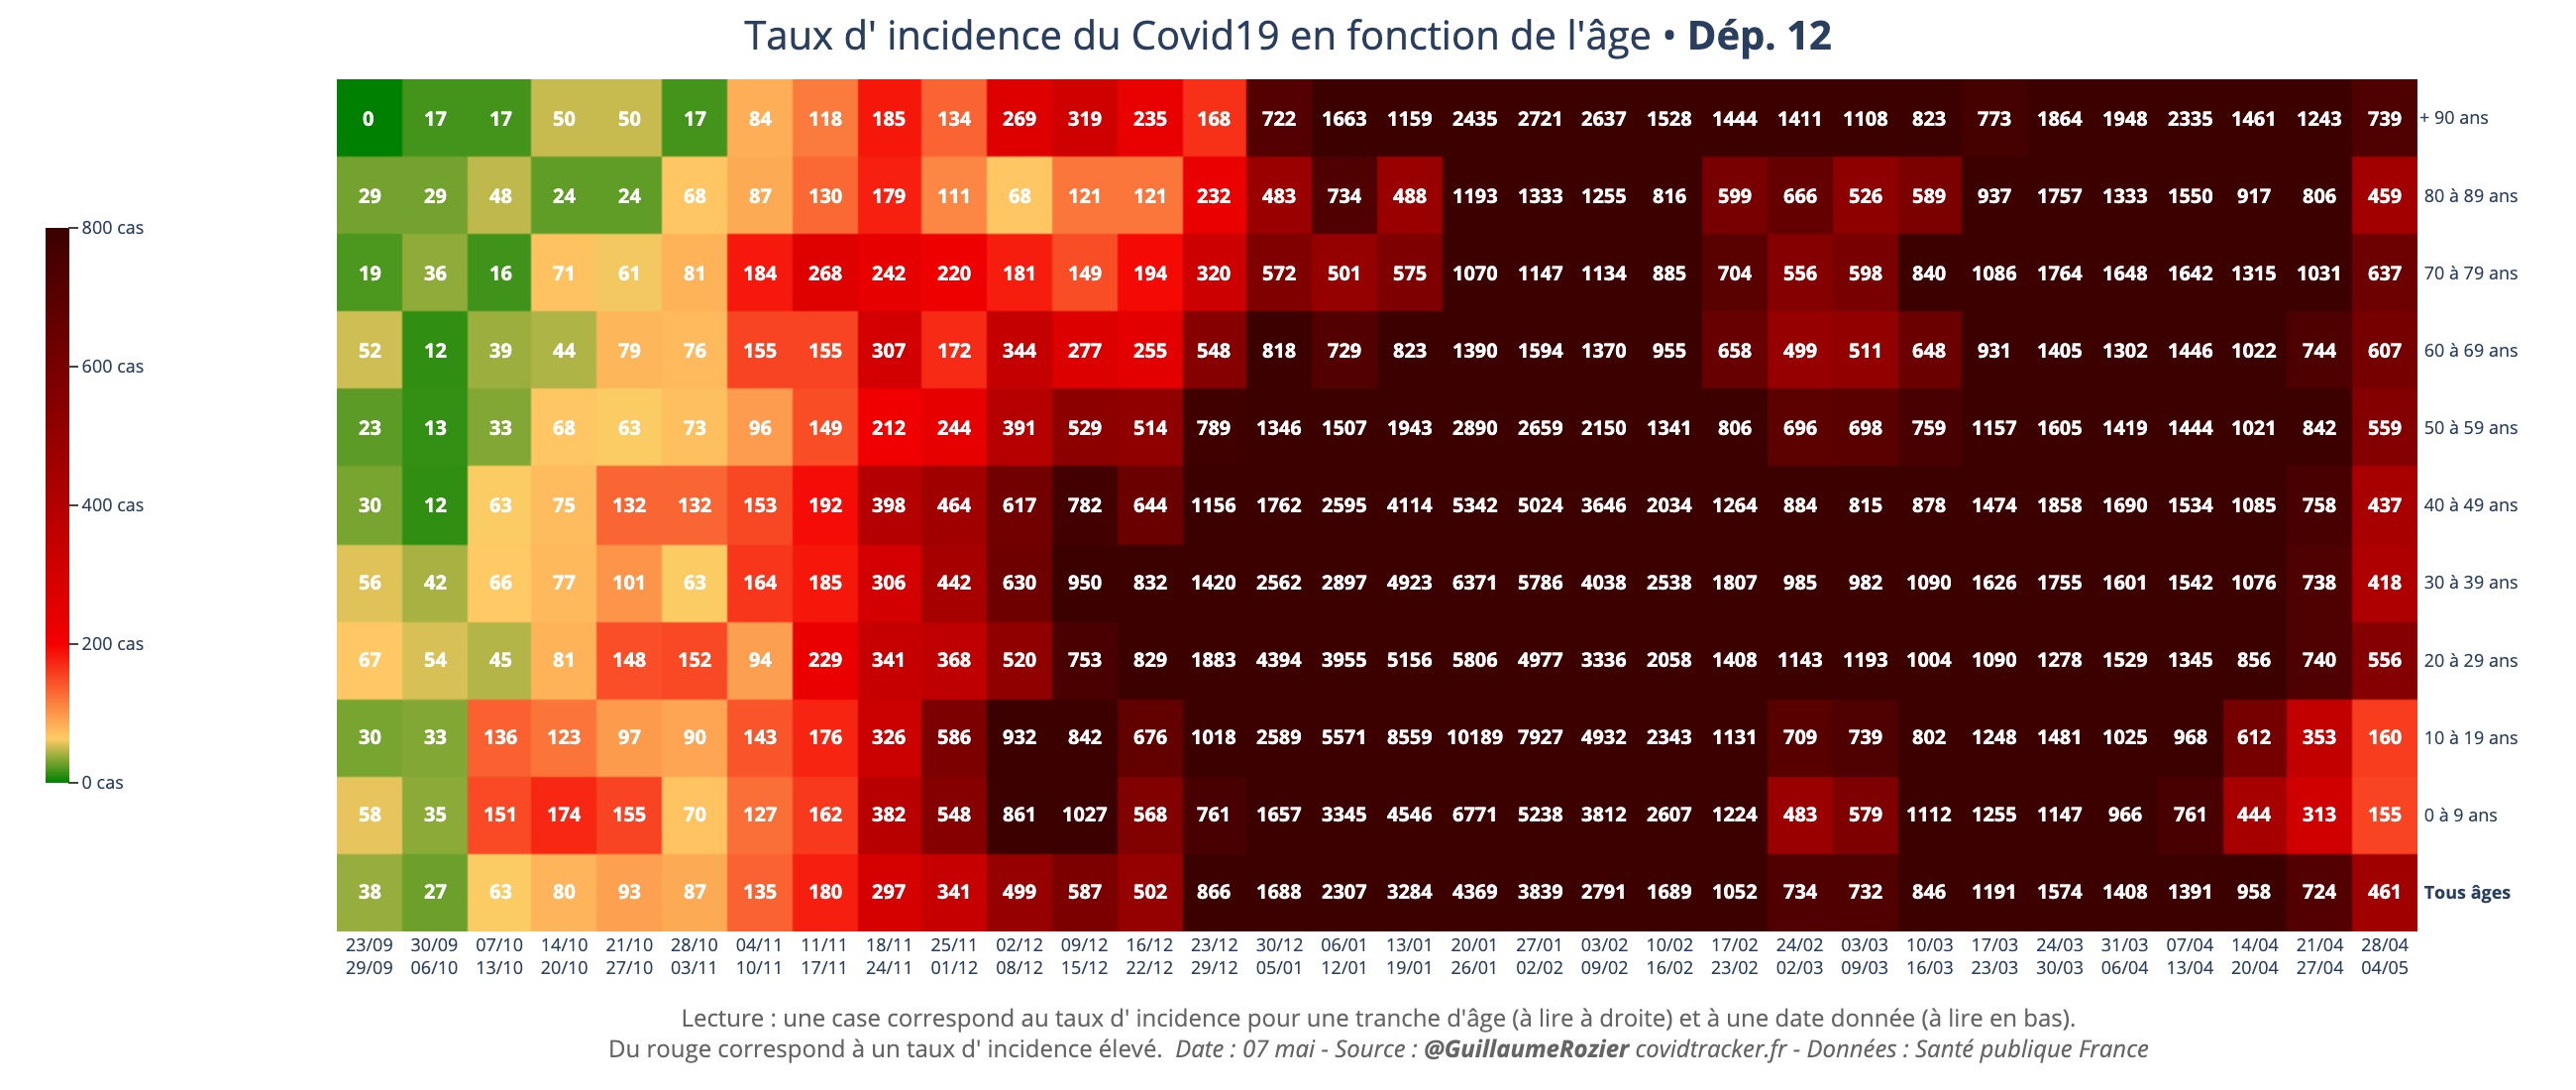 Taux d' incidence du Covid19 en fonction de l'âge • Dép. 12
800 cas
600 cas
400 cas
200 cas
0 cas
0 17 17 50 50 17 84 118 185 134 269 319 235 168 722 1663 1159 2435 2721 2637 1528 1444 1411 1108 823 773 1864 1948 2335 1461 1243 739 + 90 ans
29 29 48 24 24 68 87 130 179 111 68 121 121 232 483 734 488 1193 1333 1255 816 599 666 526 589 937 1757 1333 1550 917 806 459 80 à 89 ans
19 36 16 71 61 81 184 268 242 220 181 149 194 320 572 501 575 1070 1147 1134 885 704 556 598 840 1086 1764 1648 1642 1315 1031 637 70 à 79 ans
52 12 39 44 79 76 155 155 307 172 344 277 255 548 818 729 823 1390 1594 1370 955 658 499 511 648 931 1405 1302 1446 1022 744 607 60 à 69 ans
23 13 33 68 63 73 96 149 212 244 391 529 514 789 1346 1507 1943 2890 2659 2150 1341 806 696 698 759 1157 1605 1419 1444 1021 842 559 50 à 59 ans
30 12 63 75 132 132 153 192 398 464 617 782 644 1156 1762 2595 4114 5342 5024 3646 2034 1264 884 815 878 1474 1858 1690 1534 1085 758 437 40 à 49 ans
56 42 66 77 101 63 164 185 306 442 630 950 832 1420 2562 2897 4923 6371 5786 4038 2538 1807 985 982 1090 1626 1755 1601 1542 1076 738 418 30 à 39 ans
67 54 45 81 148 152 94 229 341 368 520 753 829 1883 4394 3955 5156 5806 4977 3336 2058 1408 1143 1193 1004 1090 1278 1529 1345 856 740 556 20 à 29 ans
30 33 136 123 97 90 143 176 326 586 932 842 676 1018 2589 5571 8559 10189 7927 4932 2343 1131 709 739 802 1248 1481 1025 968 612 353 160 10 à 19 ans
58 35 151 174 155 70 127 162 382 548 861 1027 568 761 1657 3345 4546 6771 5238 3812 2607 1224 483 579 1112 1255 1147 966 761 444 313 155 0 à 9 ans
38 27 63 80 93 87 135 180 297 341 499 587 502 866 1688 2307 3284 4369 3839 2791 1689 1052 734 732 846 1191 1574 1408 1391 958 724 461 Tous âges
23/09 30/09 07/10 14/10 21/10 28/10 04/11 11/11 18/11 25/11 02/12 09/12 16/12 23/12 30/12 06/01 13/01 20/01 27/01 03/02 10/02 17/02 24/02 03/03 10/03 17/03 24/03 31/03 07/04 14/04 21/04 28/04
29/09 06/10 13/10 20/10 27/10 03/11 10/11 17/11 24/11 01/12 08/12 15/12 22/12 29/12 05/01 12/01 19/01 26/01 02/02 09/02 16/02 23/02 02/03 09/03 16/03 23/03 30/03 06/04 13/04 20/04 27/04 04/05
Lecture : une case correspond au taux d' incidence pour une tranche d'âge (à lire à droite) et à une date donnée (à lire en bas).
Du rouge correspond à un taux d' incidence élevé. Date : 07 mai - Source : @GuillaumeRozier covidtracker.fr - Données : Santé publique France